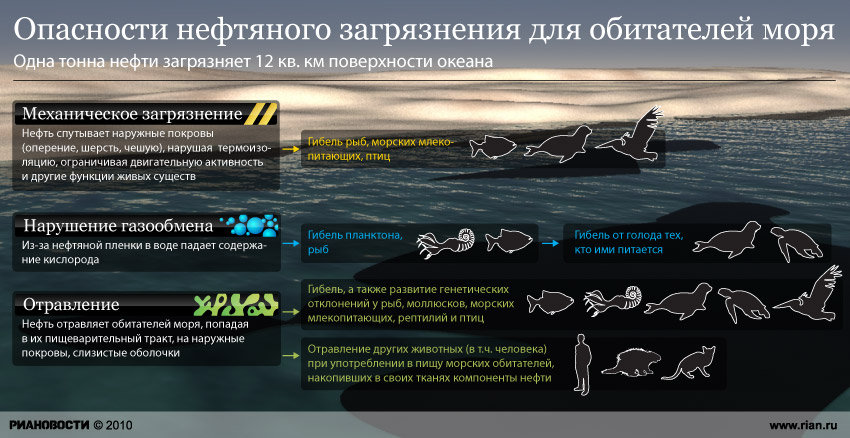 Опасности нефтяного загрязнения для обитателей моря
Одна тонна нефти загрязняет 12 кв. км поверхности океана
Механическое загрязнение
Нефть спутывает наружные покровы
(оперение, шерсть, чешую), нарушая термоизо-
ляцию, ограничивая двигательную активность
и другие функции живых существ
Гибель рыб, морских млеко-
питающих, птиц
Нарушение газообмена
Из-за нефтяной пленки в воде падает содержа-
ние кислорода
Гибель планктона,
рыб
Гибель от голода тех,
кто ими питается
Отравление
Нефть отравляет обитателей моря, попадая
в их пищеварительный тракт, на наружные
покровы, слизистые оболочки
Гибель, а также развитие генетических
отклонений у рыб, моллюсков, морских
млекопитающих, рептилий и птиц
Отравление других животных (в т.ч. человека)
при употреблении в пищу морских обитателей,
накопивших в своих тканях компоненты нефти
РИАНОВОСТИ © 2010
www.rian.ru